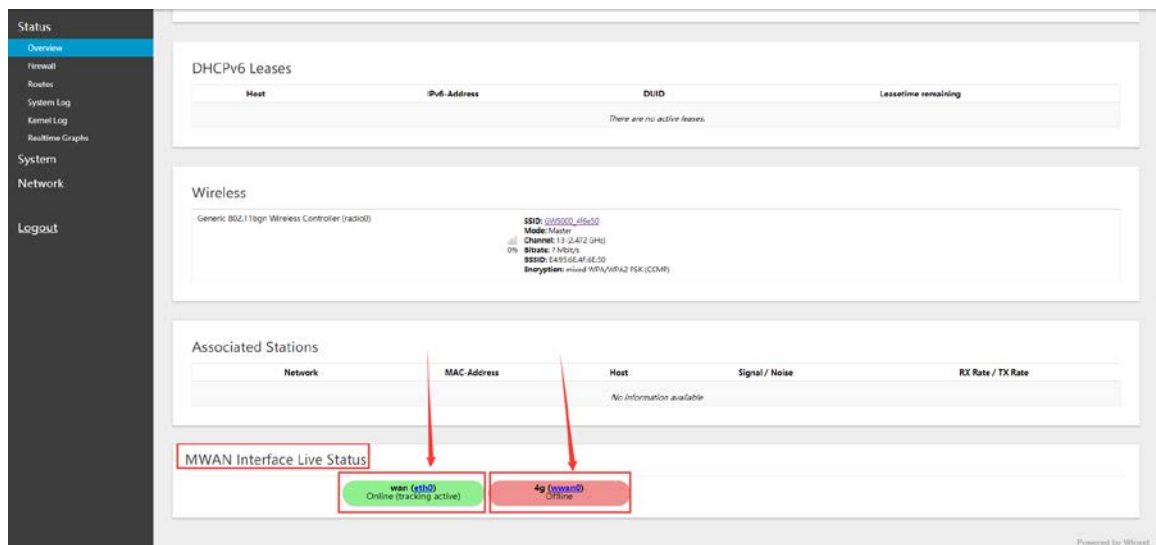 Status
Overview
Firewall
Routes
System Log
Kernel Log
Realtime Graphs
System
Network
Logout
DHCPv6 Leases
Host IPv6-Address DUID Leasetime remaining
There are no active leases.
Wireless
Generic 802.11bgn Wireless Controller (radio0)
SSID: GW5000_4f6e50
Mode: Master
Channel: 13 (2.472 GHz)
0% Bitrate: ? Mbit/s
BSSID: E4:95:6E:4F:6E:50
Encryption: mixed WPA/WPA2 PSK (CCMP)
Associated Stations
Network MAC-Address Host Signal / Noise RX Rate / TX Rate
No information available
MWAN Interface Live Status
wan (eth0) 4g (wwan0)
Online (tracking active) Offline
Powered by